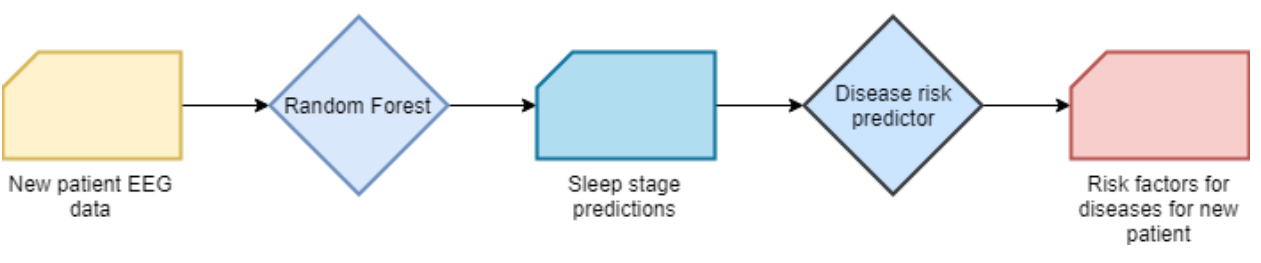 New patient EEG
data
Random Forest
Sleep stage
predictions
Disease risk
predictor
Risk factors for
diseases for new
patient